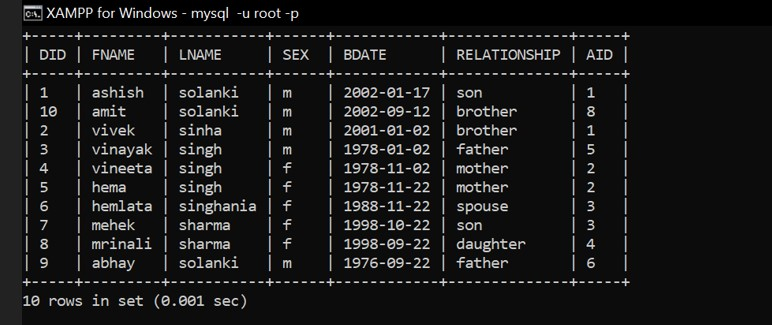 XAMPP for Windows - mysql -u root -p
+-----+----------+-----------+------+------------+--------------+-----+
| DID | FNAME | LNAME | SEX | BDATE | RELATIONSHIP | AID |
+-----+----------+-----------+------+------------+--------------+-----+
| 1 | ashish | solanki | m | 2002-01-17 | son | 1 |
| 10 | amit | solanki | m | 2002-09-12 | brother | 8 |
| 2 | vivek | sinha | m | 2001-01-02 | brother | 1 |
| 3 | vinayak | singh | m | 1978-01-02 | father | 5 |
| 4 | vineeta | singh | f | 1978-11-02 | mother | 2 |
| 5 | hema | singh | f | 1978-11-22 | mother | 2 |
| 6 | hemlata | singhania | f | 1988-11-22 | spouse | 3 |
| 7 | mehek | sharma | f | 1998-10-22 | son | 3 |
| 8 | mrinali | sharma | f | 1998-09-22 | daughter | 4 |
| 9 | abhay | solanki | m | 1976-09-22 | father | 6 |
+-----+----------+-----------+------+------------+--------------+-----+
10 rows in set (0.001 sec)